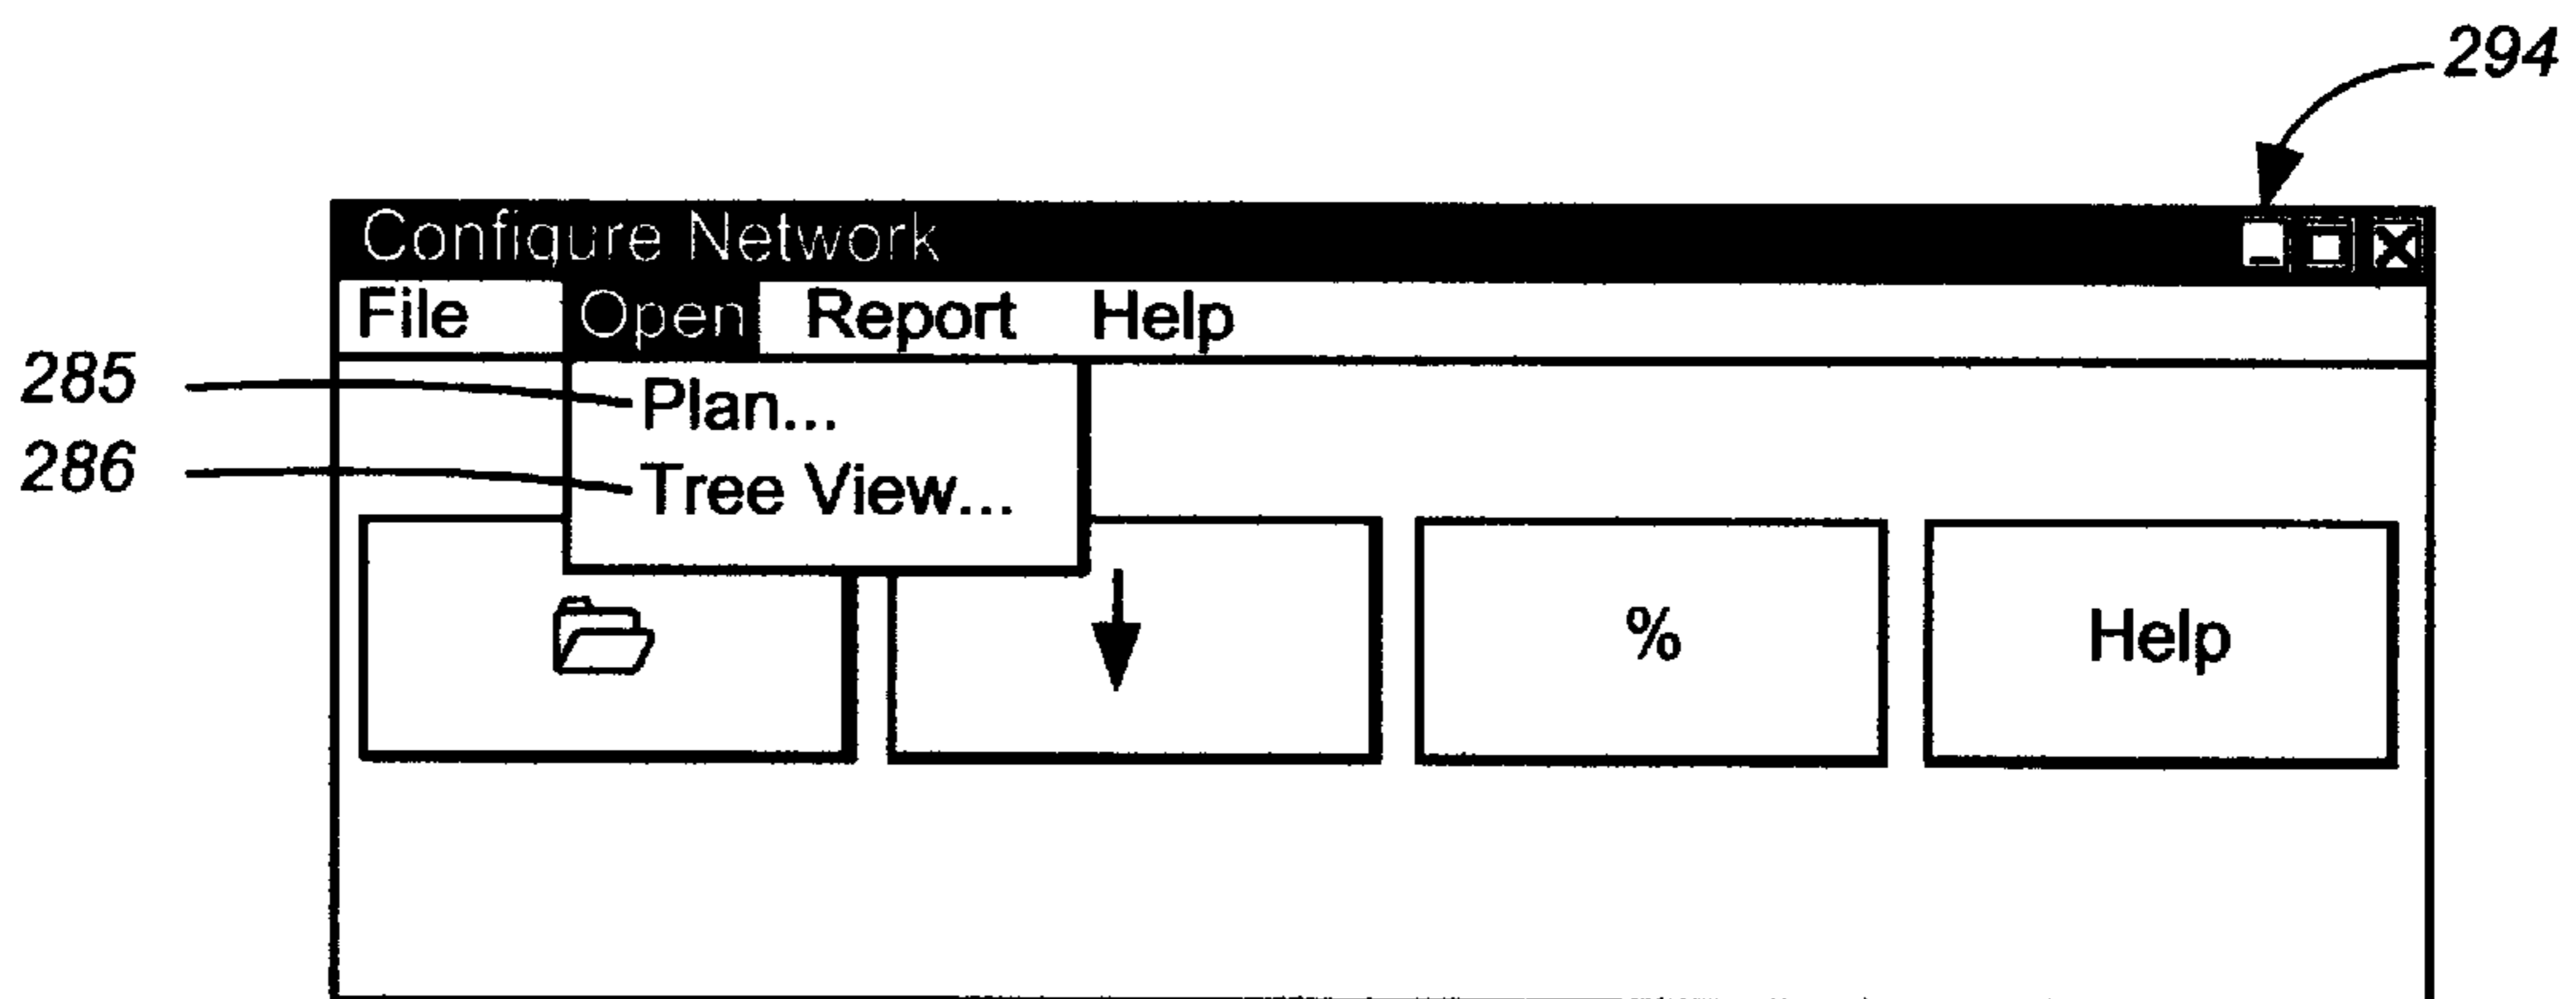 294
Configure Network
File Open Report Help
285 Plan...
286 Tree View...
% Help